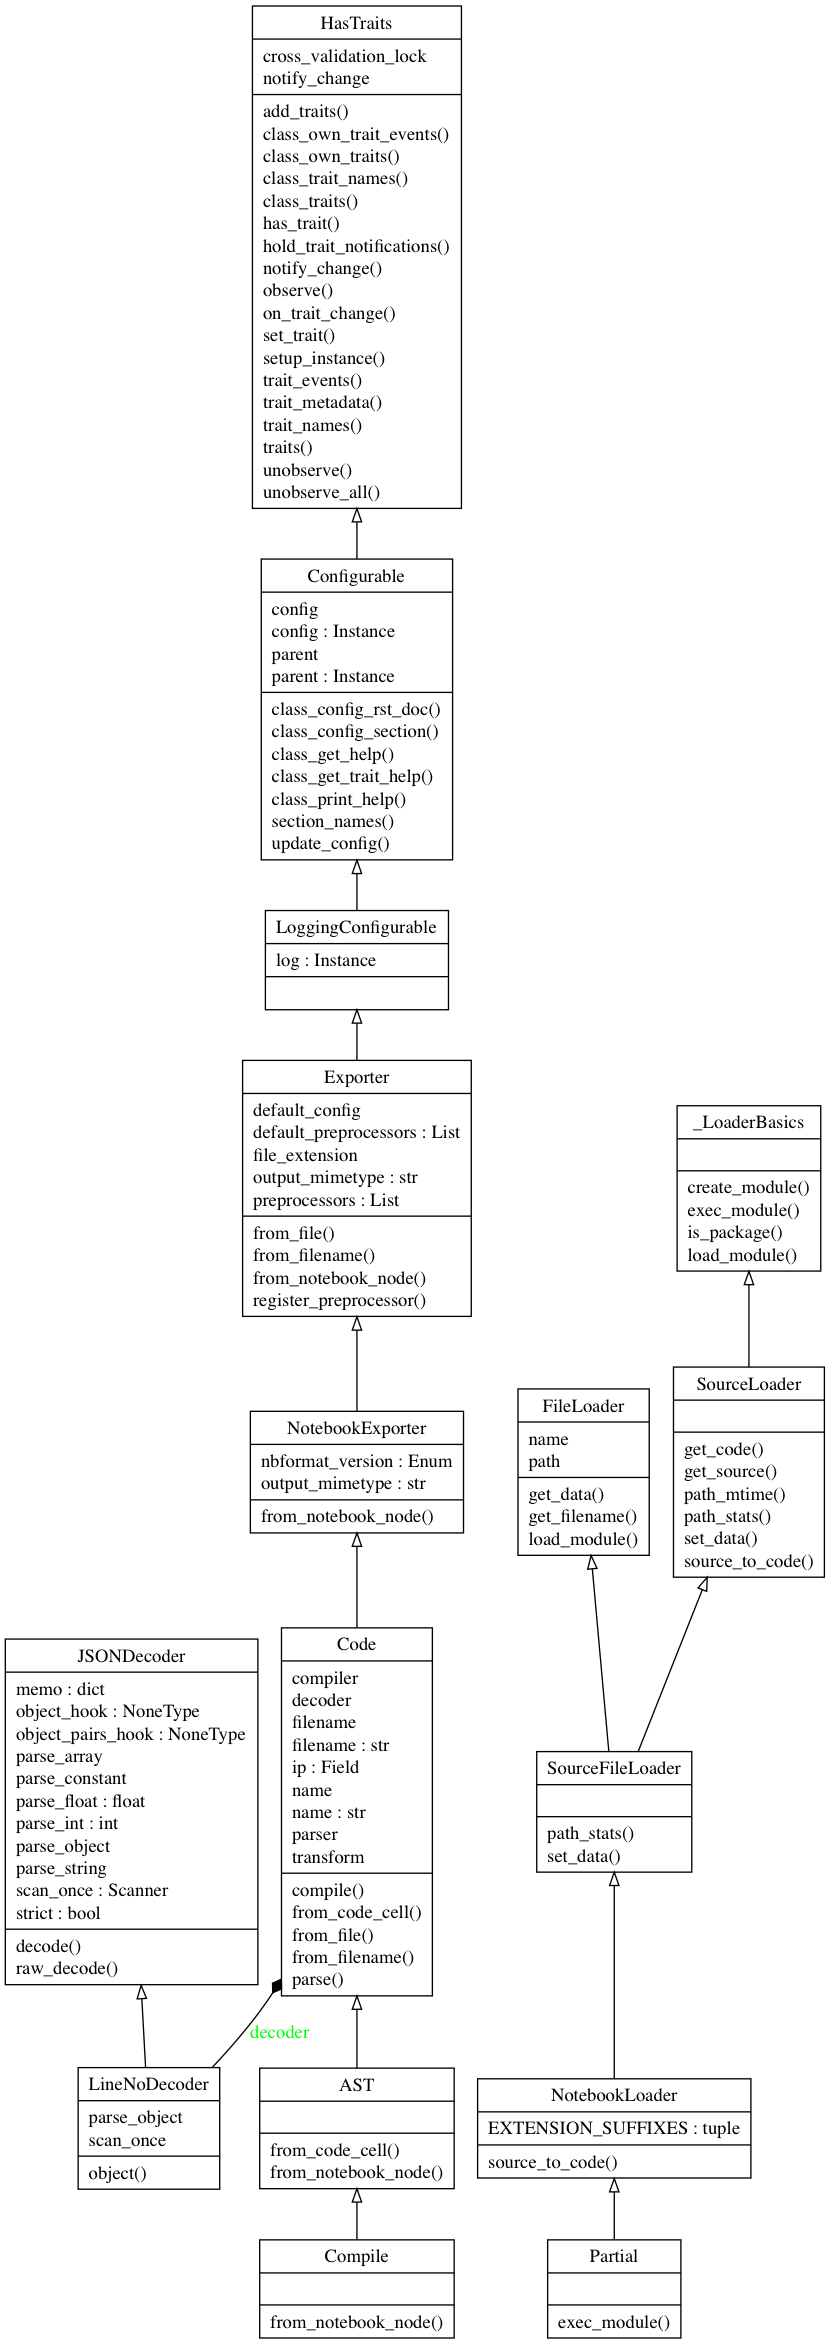 HasTraits
cross_validation_lock
notify_change
add_traits()
class_own_trait_events()
class_own_traits()
class_trait_names()
class_traits()
has_trait()
hold_trait_notifications()
notify_change()
observe()
on_trait_change()
set_trait()
setup_instance()
trait_events()
trait_metadata()
trait_names()
traits()
unobserve()
unobserve_all()
Configurable
config
config : Instance
parent
parent : Instance
class_config_rst_doc()
class_config_section()
class_get_help()
class_get_trait_help()
class_print_help()
section_names()
update_config()
LoggingConfigurable
log : Instance
Exporter
default_config
default_preprocessors : List
file_extension
output_mimetype : str
preprocessors : List
from_file()
from_filename()
from_notebook_node()
register_preprocessor()
_LoaderBasics
create_module()
exec_module()
is_package()
load_module()
NotebookExporter
nbformat_version : Enum
output_mimetype : str
from_notebook_node()
FileLoader
name
path
get_data()
get_filename()
load_module()
SourceLoader
get_code()
get_source()
path_mtime()
path_stats()
set_data()
source_to_code()
JSONDecoder
memo : dict
object_hook : NoneType
object_pairs_hook : NoneType
parse_array
parse_constant
parse_float : float
parse_int : int
parse_object
parse_string
scan_once : Scanner
strict : bool
decode()
raw_decode()
Code
compiler
decoder
filename
filename : str
ip : Field
name
name : str
parser
transform
compile()
from_code_cell()
from_file()
from_filename()
parse()
SourceFileLoader
path_stats()
set_data()
decoder
LineNoDecoder
parse_object
scan_once
object()
AST
from_code_cell()
from_notebook_node()
NotebookLoader
EXTENSION_SUFFIXES : tuple
source_to_code()
Compile
from_notebook_node()
Partial
exec_module()